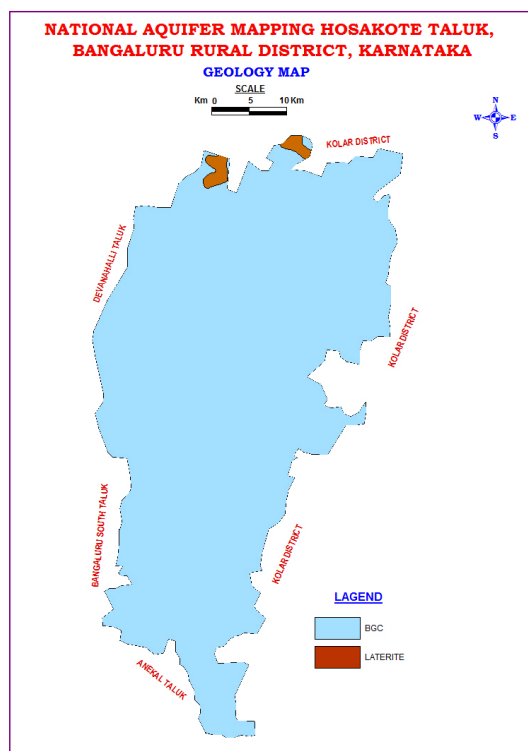 NATIONAL AQUIFER MAPPING HOSAKOTE TALUK,
BANGALURU RURAL DISTRICT, KARNATAKA
GEOLOGY MAP
SCALE
Km 0 5 10 Km
N
W E
S
KOLAR DISTRICT
DEVANAHALLI TALUK
KOLAR DISTRICT
BANGALURU SOUTH TALUK
KOLAR DISTRICT
ANEKAL TALUK
LAGEND
BGC
LATERITE